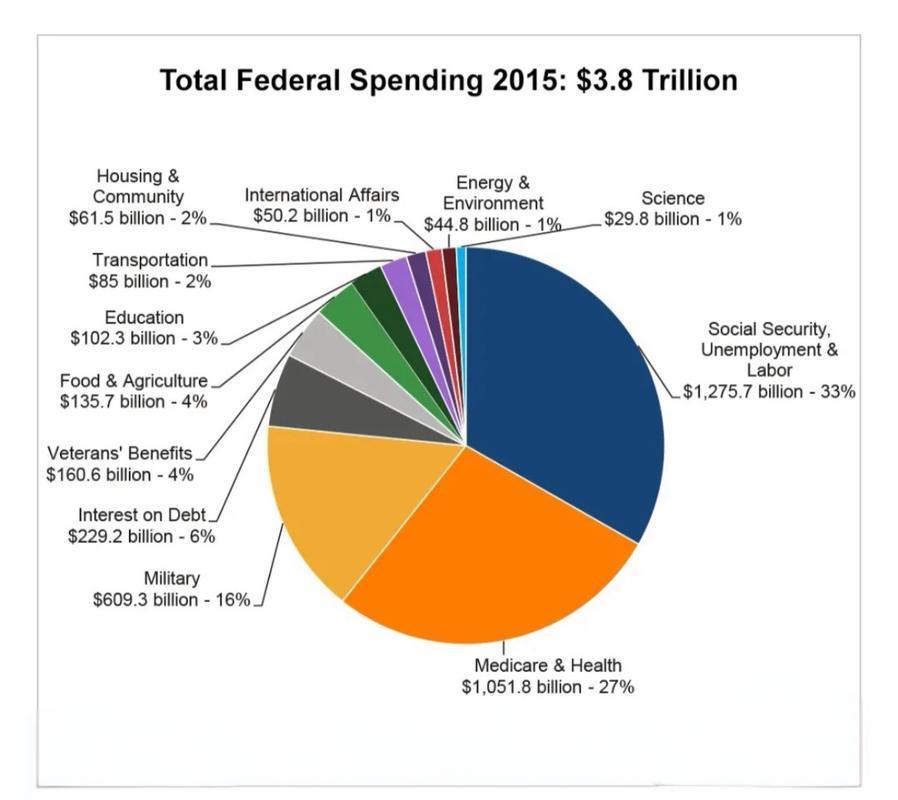 Total Federal Spending 2015: $3.8 Trillion
Housing &
Community
$61.5 billion - 2%
International Affairs
$50.2 billion - 1%
Energy &
Environment
$44.8 billion - 1%
Science
$29.8 billion - 1%
Transportation
$85 billion - 2%
Education
$102.3 billion - 3%
Food & Agriculture
$135.7 billion - 4%
Veterans' Benefits
$160.6 billion - 4%
Interest on Debt
$229.2 billion - 6%
Military
$609.3 billion - 16%
Social Security,
Unemployment &
Labor
$1,275.7 billion - 33%
Medicare & Health
$1,051.8 billion - 27%